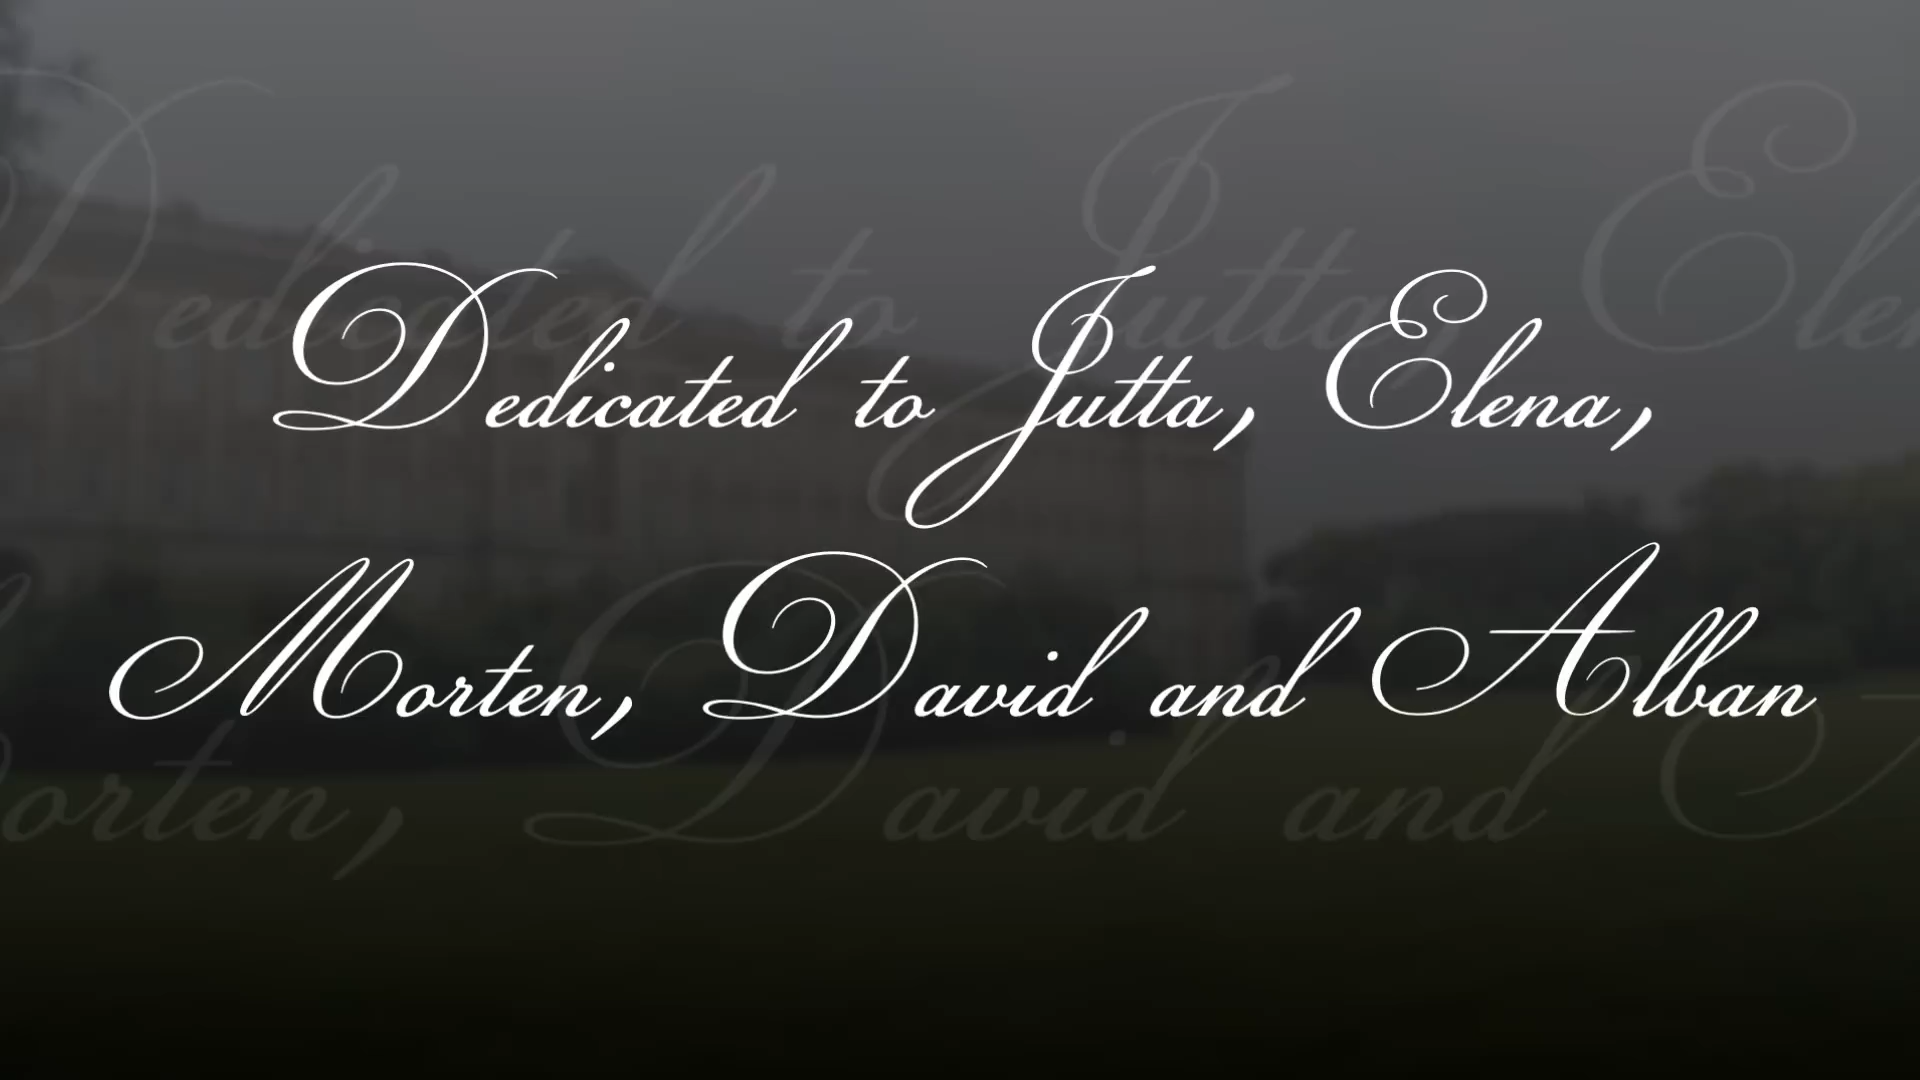 Dedicated to Jutta, Elena,
Morten, David and Alban